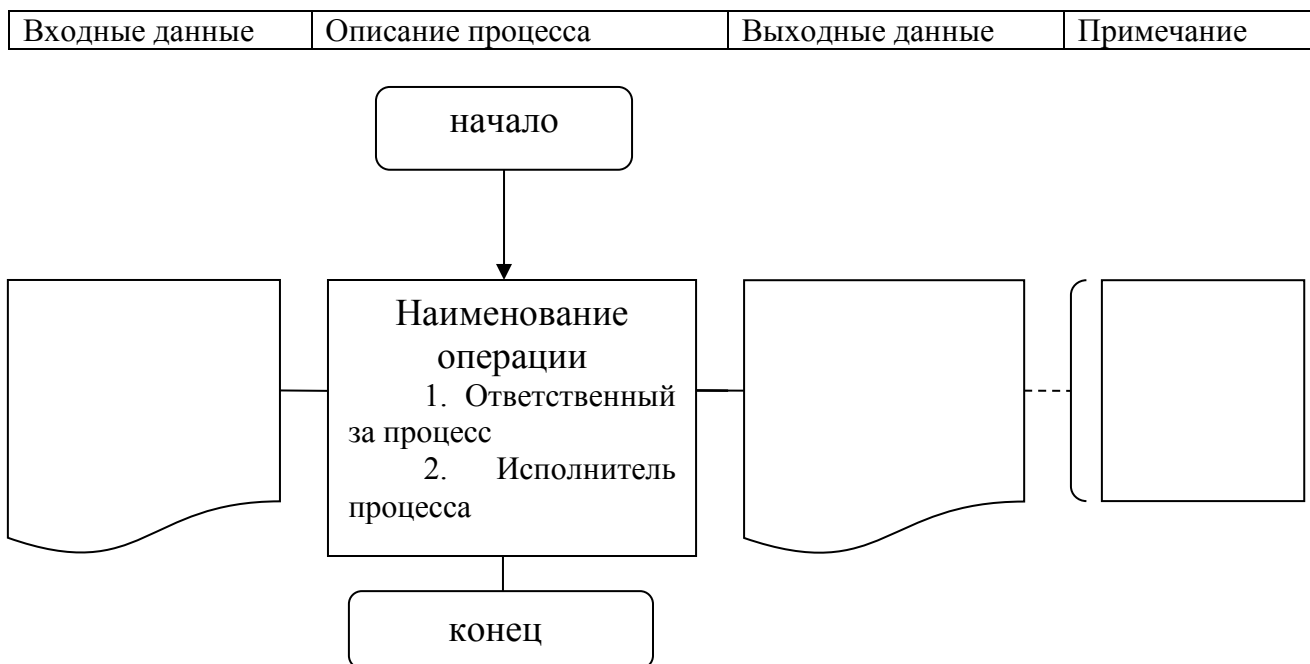 Входные данные Описание процесса Выходные данные Примечание
начало
Наименование
операции
1. Ответственный
за процесс
2. Исполнитель
процесса
конец